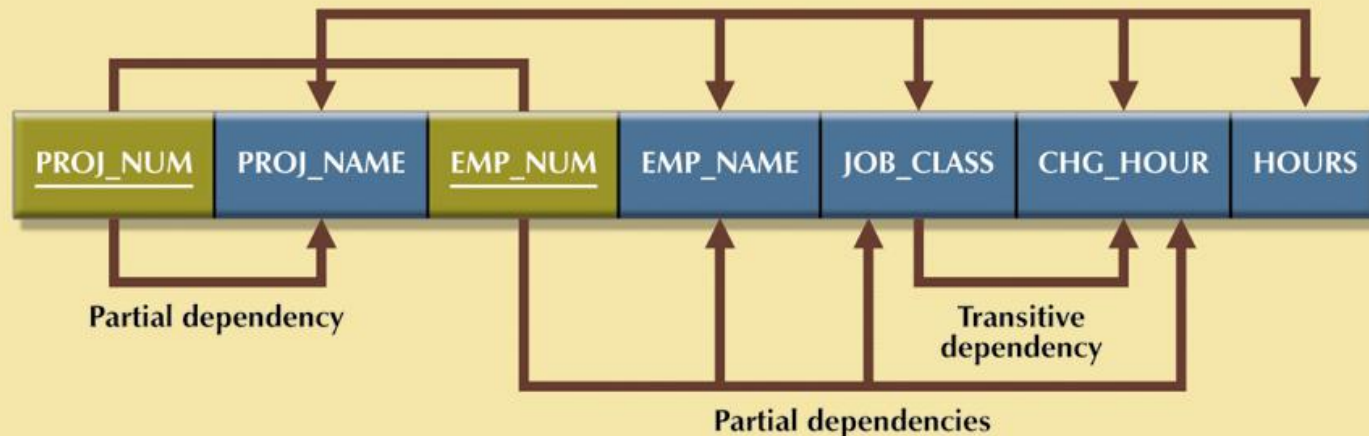 PROJ_NUM PROJ_NAME EMP_NUM EMP_NAME JOB_CLASS CHG_HOUR HOURS
Partial dependency
Transitive
dependency
Partial dependencies